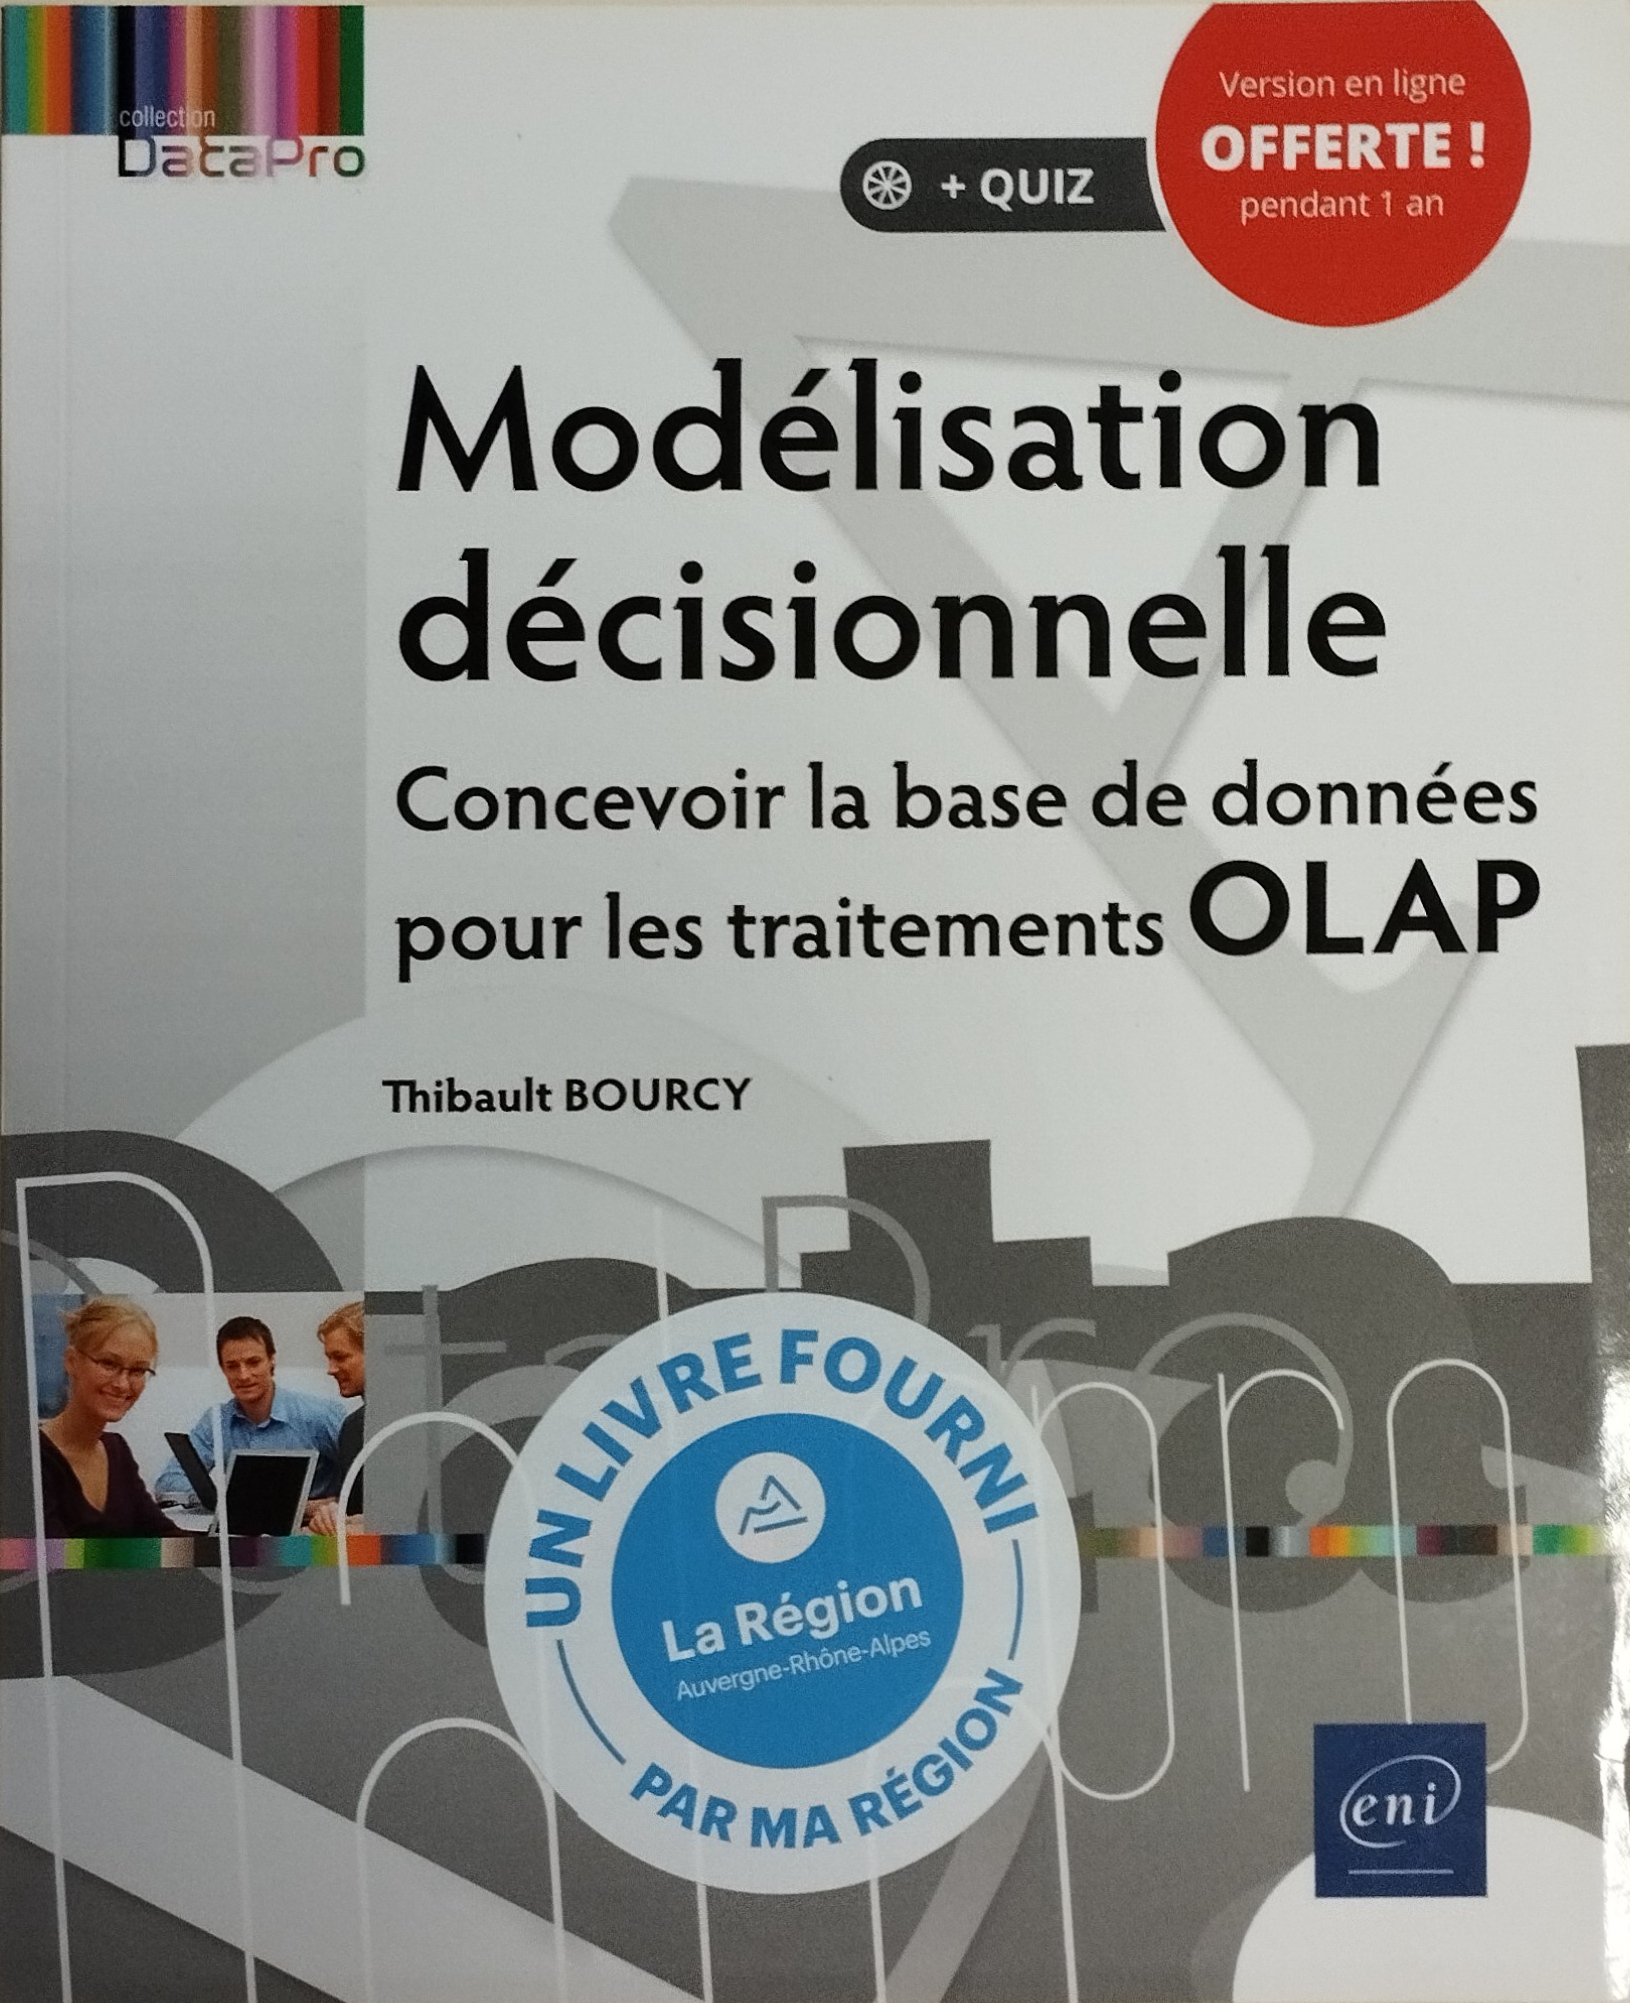 collection
DataPro
+ QUIZ
Version en ligne
OFFERTE !
pendant 1 an
Modélisation
décisionnelle
Concevoir la base de données
pour les traitements OLAP
Thibault BOURCY
UN LIVRE FOURNI
La Région
Auvergne-Rhône-Alpes
PAR MA RÉGION
eni